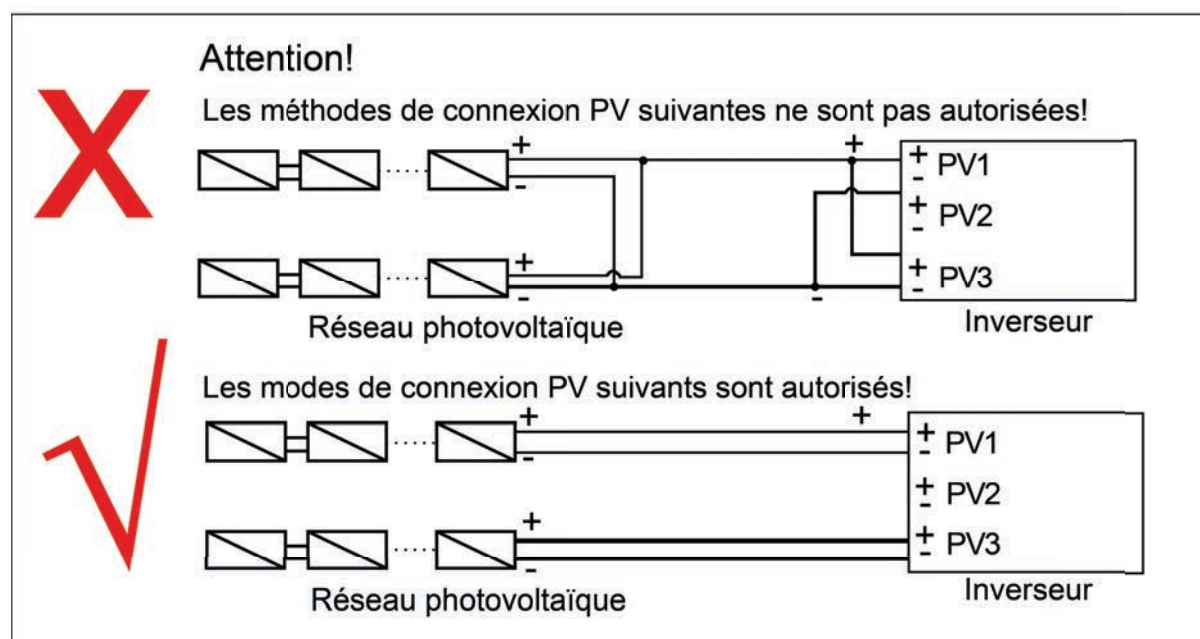 Attention!
Les méthodes de connexion PV suivantes ne sont pas autorisées!
+ + + PV1
- -
+ PV2
-
+ + PV3
- - -
Réseau photovoltaïque Inverseur
Les modes de connexion PV suivants sont autorisés!
+ + + PV1
- -
+ PV2
-
+ + PV3
- -
Réseau photovoltaïque Inverseur